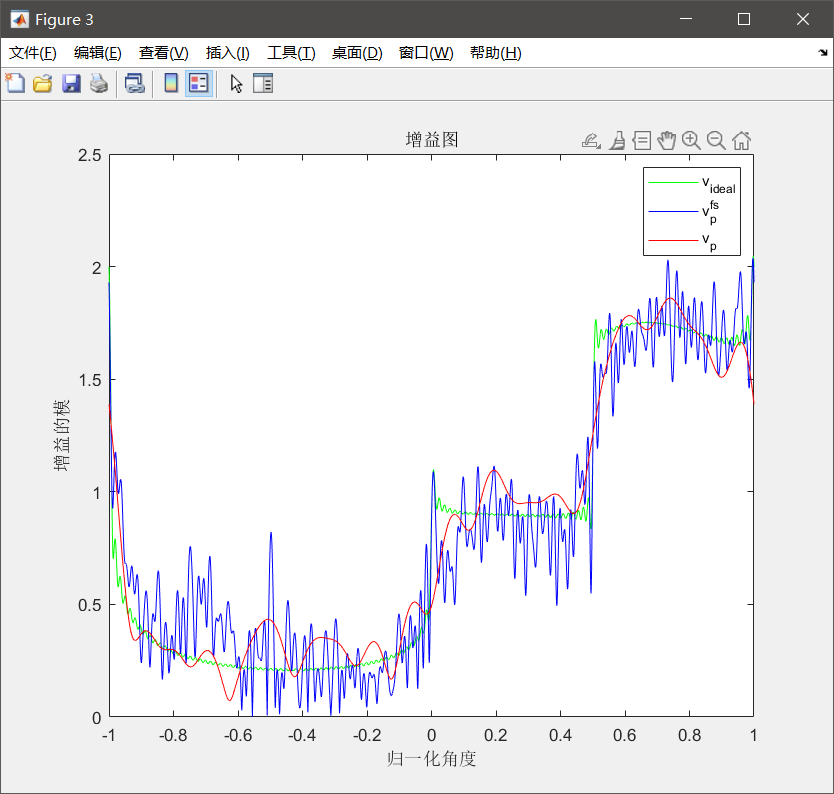 Figure 3
文件(F) 编辑(E) 查看(V) 插入(I) 工具(T) 桌面(D) 窗口(W) 帮助(H)
增益图
v_ideal
v_p^fs
v_p
2.5
2
1.5
1
0.5
0
增益的模
-1 -0.8 -0.6 -0.4 -0.2 0 0.2 0.4 0.6 0.8 1
归一化角度